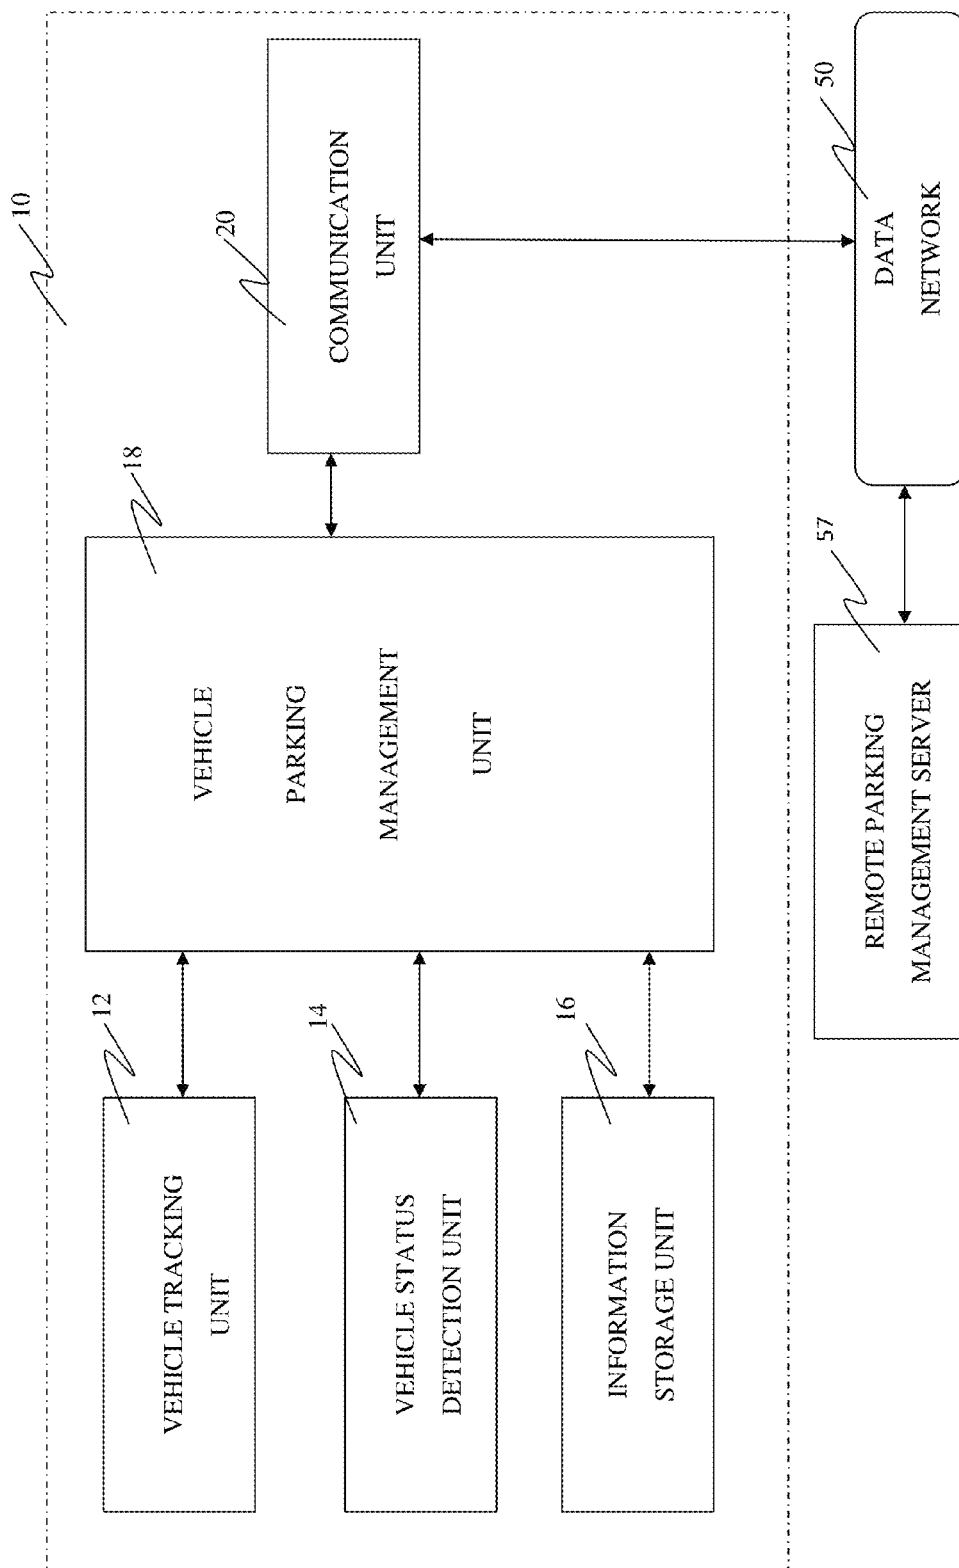 10
12
VEHICLE TRACKING
UNIT
14
VEHICLE STATUS
DETECTION UNIT
16
INFORMATION
STORAGE UNIT
18
VEHICLE
PARKING
MANAGEMENT
UNIT
20
COMMUNICATION
UNIT
57
REMOTE PARKING
MANAGEMENT SERVER
50
DATA
NETWORK